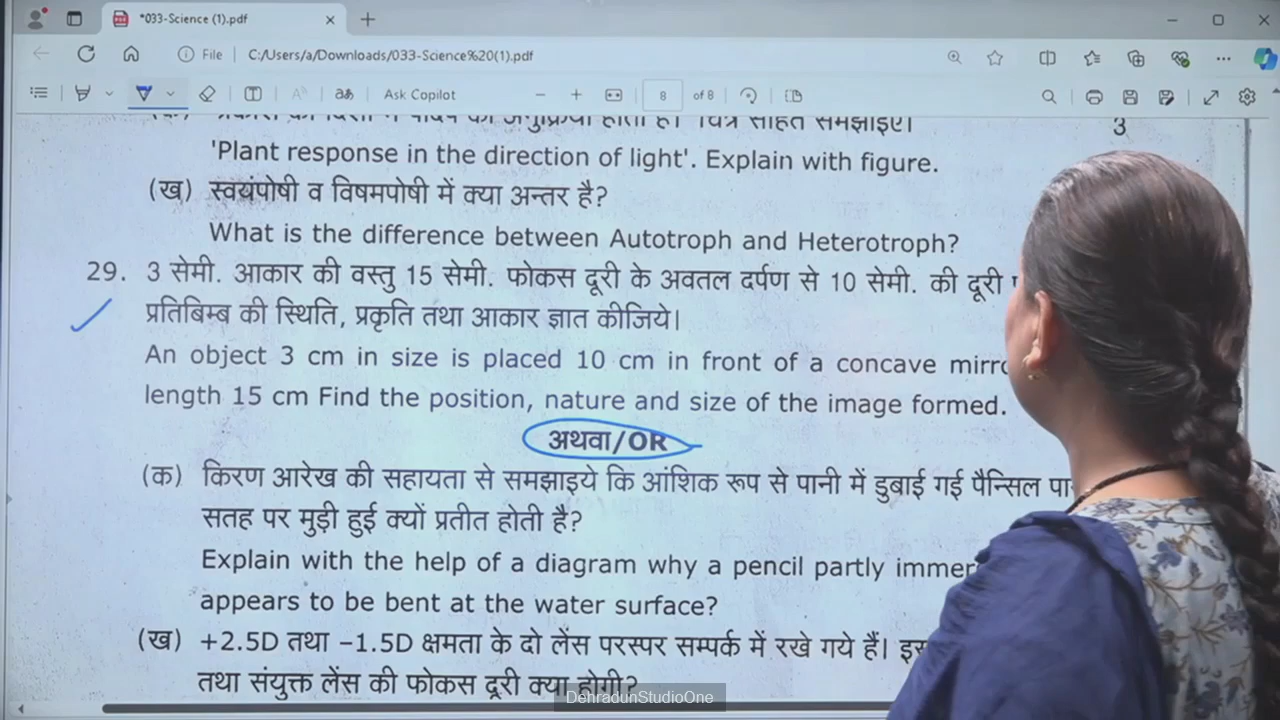 *033-Science (1).pdf
File C:/Users/a/Downloads/033-Science%20(1).pdf
Ask Copilot 8 of 8
चित्र सहित समझाइए। 3
'Plant response in the direction of light'. Explain with figure.
(ख) स्वयंपोषी व विषमपोषी में क्या अन्तर है?
What is the difference between Autotroph and Heterotroph?
29. 3 सेमी. आकार की वस्तु 15 सेमी. फोकस दूरी के अवतल दर्पण से 10 सेमी. की दूरी
प्रतिबिम्ब की स्थिति, प्रकृति तथा आकार ज्ञात कीजिये।
An object 3 cm in size is placed 10 cm in front of a concave
length 15 cm Find the position, nature and size of the image formed.
अथवा/OR
(क) किरण आरेख की सहायता से समझाइये कि आंशिक रूप से पानी में डुबाई गई पैन्सिल
सतह पर मुड़ी हुई क्यों प्रतीत होती है?
Explain with the help of a diagram why a pencil partly
appears to be bent at the water surface?
(ख) +2.5D तथा –1.5D क्षमता के दो लेंस परस्पर सम्पर्क में रखे गये हैं।
तथा संयुक्त लेंस की फोकस दूरी क्या होगी?
DehradunStudioOne